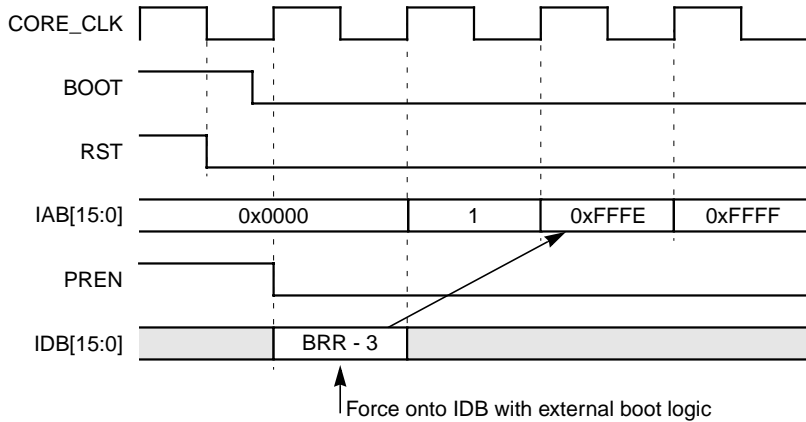 CORE_CLK
BOOT
RST
IAB[15:0] 0x0000 1 0xFFFE 0xFFFF
PREN
IDB[15:0] BRR - 3
Force onto IDB with external boot logic